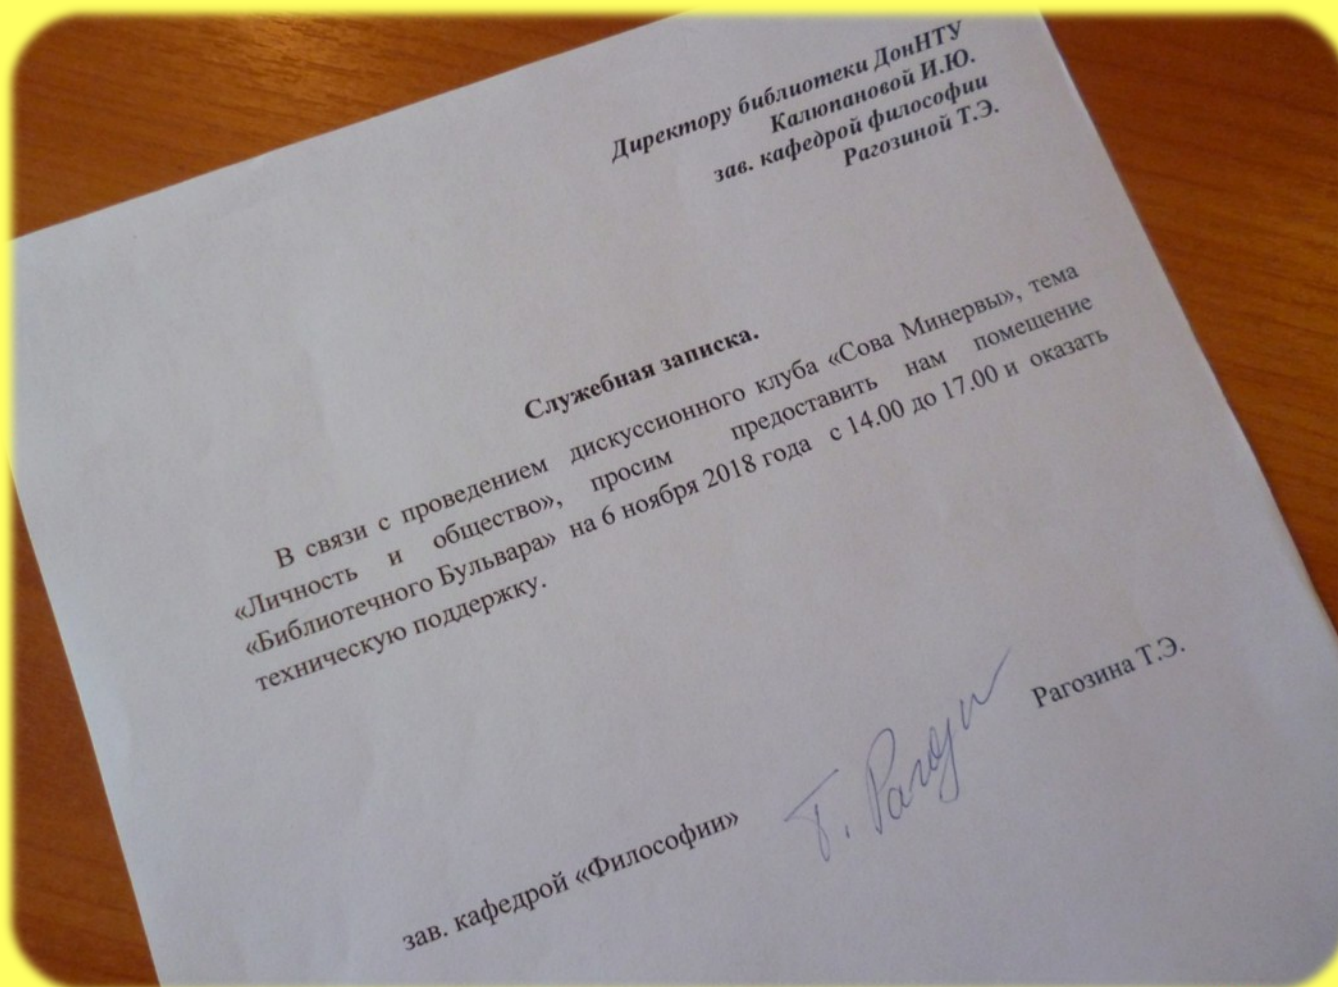 Директору библиотеки ДонНТУ
Калюпановой И.Ю.
зав. кафедрой философии
Рагозиной Т.Э.
Служебная записка.
В связи с проведением дискуссионного клуба «Сова Минервы», тема
«Личность и общество», просим предоставить нам помещение
«Библиотечного Бульвара» на 6 ноября 2018 года с 14.00 до 17.00 и оказать
техническую поддержку.
зав. кафедрой «Философии»
Т. Рагози
Рагозина Т.Э.